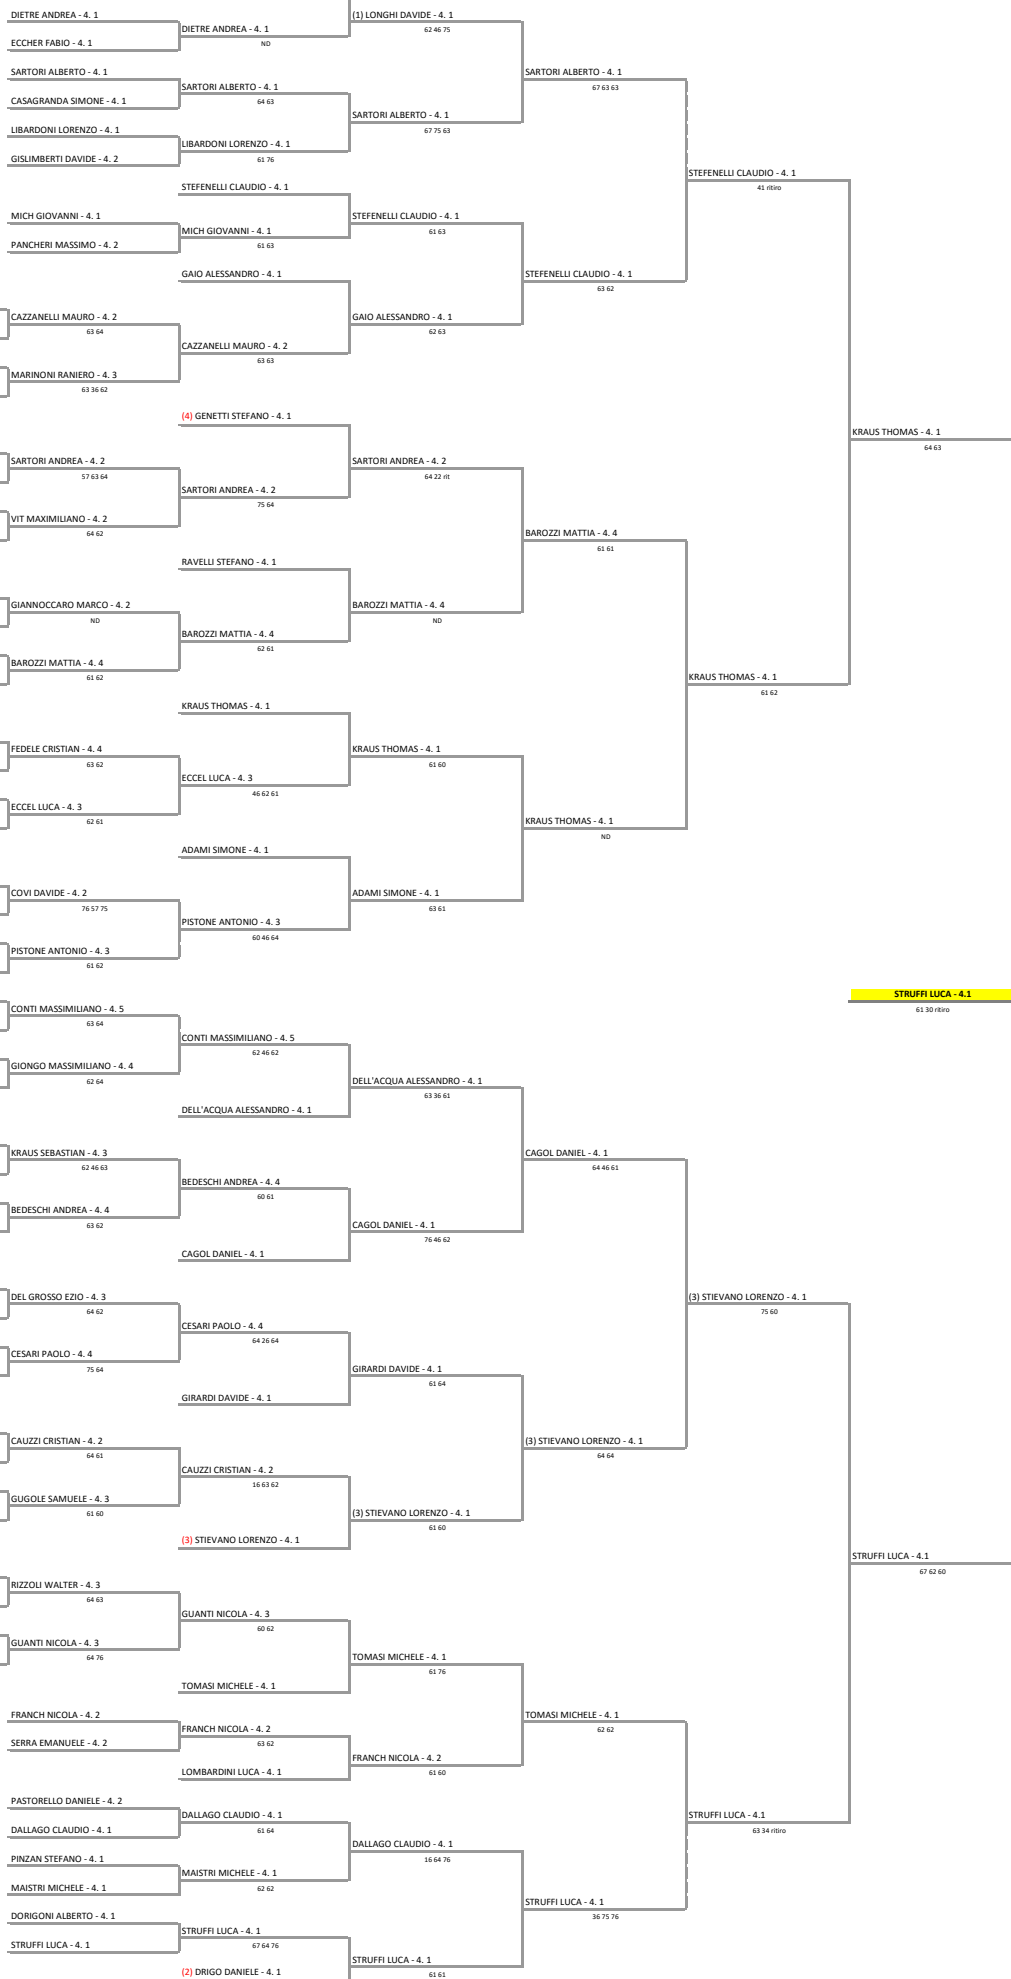 DIETRE ANDREA - 4. 1
ECCHER FABIO - 4. 1
SARTORI ALBERTO - 4. 1
CASAGRANDA SIMONE - 4. 1
LIBARDONI LORENZO - 4. 1
GISLIMBERTI DAVIDE - 4. 2
MICH GIOVANNI - 4. 1
PANCHERI MASSIMO - 4. 2
CAZZANELLI MAURO - 4. 2
63 64
MARINONI RANIERO - 4. 3
63 36 62
SARTORI ANDREA - 4. 2
57 63 64
VIT MAXIMILIANO - 4. 2
64 62
GIANNOCCARO MARCO - 4. 2
ND
BAROZZI MATTIA - 4. 4
61 62
FEDELE CRISTIAN - 4. 4
63 62
ECCEL LUCA - 4. 3
62 61
COVI DAVIDE - 4. 2
76 57 75
PISTONE ANTONIO - 4. 3
61 62
CONTI MASSIMILIANO - 4. 5
63 64
GIONGO MASSIMILIANO - 4. 4
62 64
KRAUS SEBASTIAN - 4. 3
62 46 63
BEDESCHI ANDREA - 4. 4
63 62
DEL GROSSO EZIO - 4. 3
64 62
CESARI PAOLO - 4. 4
75 64
CAUZZI CRISTIAN - 4. 2
64 61
GUGOLE SAMUELE - 4. 3
61 60
RIZZOLI WALTER - 4. 3
64 63
GUANTI NICOLA - 4. 3
64 76
FRANCH NICOLA - 4. 2
SERRA EMANUELE - 4. 2
PASTORELLO DANIELE - 4. 2
DALLAGO CLAUDIO - 4. 1
PINZAN STEFANO - 4. 1
MAISTRI MICHELE - 4. 1
DORIGONI ALBERTO - 4. 1
STRUFFI LUCA - 4. 1
DIETRE ANDREA - 4. 1
ND
SARTORI ALBERTO - 4. 1
64 63
LIBARDONI LORENZO - 4. 1
61 76
STEFENELLI CLAUDIO - 4. 1
MICH GIOVANNI - 4. 1
61 63
GAIO ALESSANDRO - 4. 1
CAZZANELLI MAURO - 4. 2
63 63
(4) GENETTI STEFANO - 4. 1
SARTORI ANDREA - 4. 2
75 64
RAVELLI STEFANO - 4. 1
BAROZZI MATTIA - 4. 4
62 61
KRAUS THOMAS - 4. 1
ECCEL LUCA - 4. 3
46 62 61
ADAMI SIMONE - 4. 1
PISTONE ANTONIO - 4. 3
60 46 64
CONTI MASSIMILIANO - 4. 5
62 46 62
DELL'ACQUA ALESSANDRO - 4. 1
BEDESCHI ANDREA - 4. 4
60 61
CAGOL DANIEL - 4. 1
CESARI PAOLO - 4. 4
64 26 64
GIRARDI DAVIDE - 4. 1
CAUZZI CRISTIAN - 4. 2
16 63 62
(3) STIEVANO LORENZO - 4. 1
GUANTI NICOLA - 4. 3
60 62
TOMASI MICHELE - 4. 1
FRANCH NICOLA - 4. 2
63 62
LOMBARDINI LUCA - 4. 1
DALLAGO CLAUDIO - 4. 1
61 64
MAISTRI MICHELE - 4. 1
62 62
STRUFFI LUCA - 4. 1
67 64 76
(2) DRIGO DANIELE - 4. 1
(1) LONGHI DAVIDE - 4. 1
62 46 75
SARTORI ALBERTO - 4. 1
67 75 63
STEFENELLI CLAUDIO - 4. 1
61 63
GAIO ALESSANDRO - 4. 1
62 63
SARTORI ANDREA - 4. 2
64 22 rit
BAROZZI MATTIA - 4. 4
ND
KRAUS THOMAS - 4. 1
61 60
ADAMI SIMONE - 4. 1
63 61
DELL'ACQUA ALESSANDRO - 4. 1
63 36 61
CAGOL DANIEL - 4. 1
76 46 62
GIRARDI DAVIDE - 4. 1
61 64
(3) STIEVANO LORENZO - 4. 1
61 60
TOMASI MICHELE - 4. 1
61 76
FRANCH NICOLA - 4. 2
61 60
DALLAGO CLAUDIO - 4. 1
16 64 76
STRUFFI LUCA - 4. 1
61 61
SARTORI ALBERTO - 4. 1
67 63 63
STEFENELLI CLAUDIO - 4. 1
63 62
BAROZZI MATTIA - 4. 4
61 61
KRAUS THOMAS - 4. 1
ND
CAGOL DANIEL - 4. 1
64 46 61
(3) STIEVANO LORENZO - 4. 1
64 64
TOMASI MICHELE - 4. 1
62 62
STRUFFI LUCA - 4. 1
36 75 76
STEFENELLI CLAUDIO - 4. 1
41 ritiro
KRAUS THOMAS - 4. 1
61 62
(3) STIEVANO LORENZO - 4. 1
75 60
STRUFFI LUCA - 4.1
63 34 ritiro
KRAUS THOMAS - 4. 1
64 63
STRUFFI LUCA - 4.1
61 30 ritiro
STRUFFI LUCA - 4.1
67 62 60